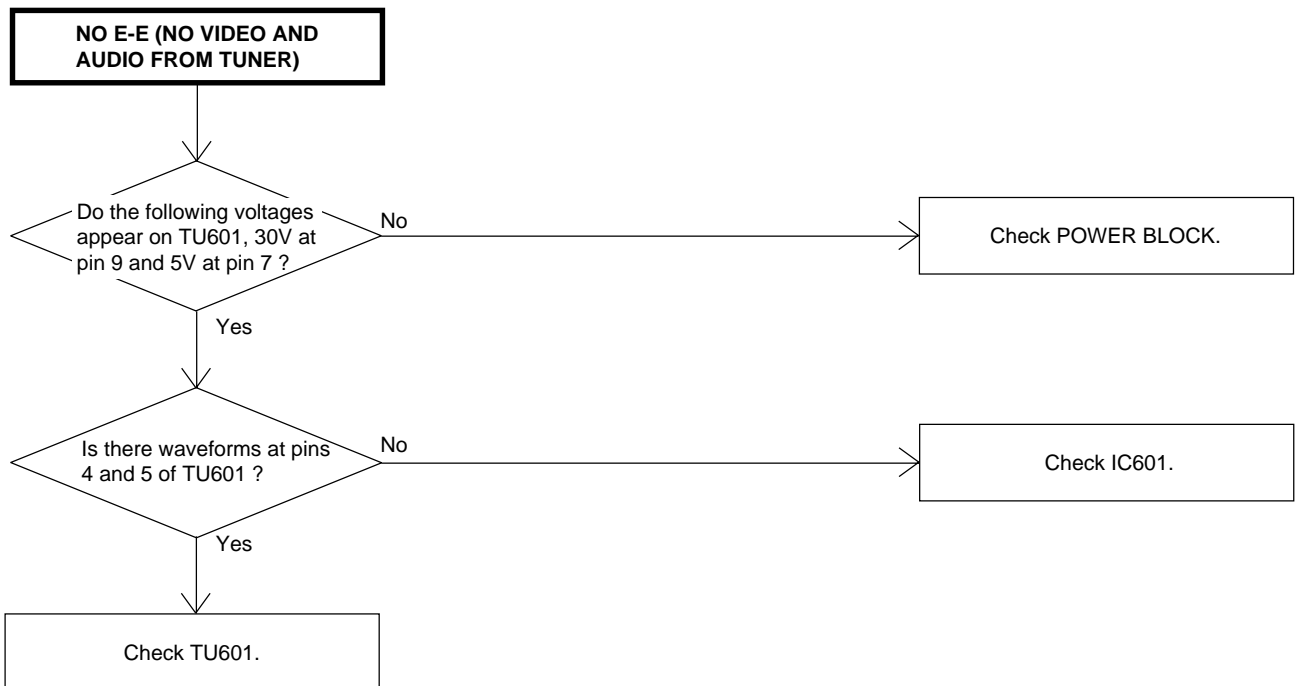 NO E-E (NO VIDEO AND
AUDIO FROM TUNER)
Do the following voltages
appear on TU601, 30V at
pin 9 and 5V at pin 7 ?
No
Check POWER BLOCK.
Yes
Is there waveforms at pins
4 and 5 of TU601 ?
No
Check IC601.
Yes
Check TU601.